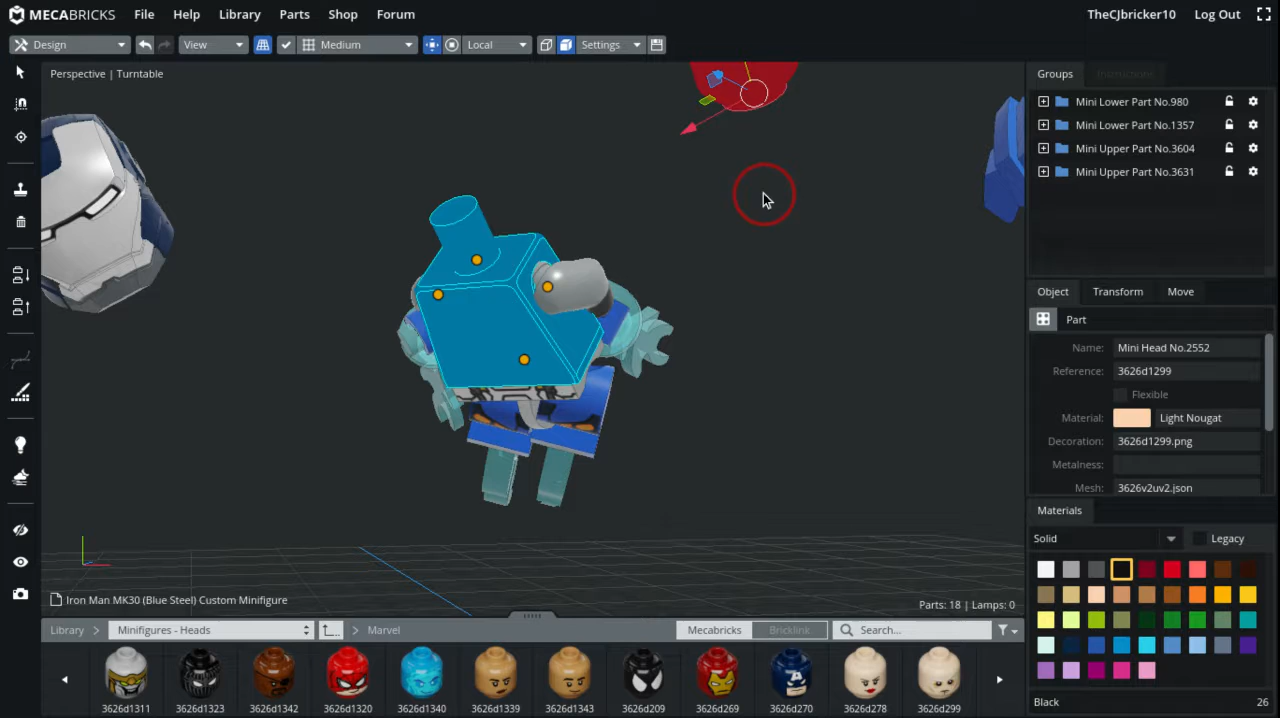 MECABRICKS File Help Library Parts Shop Forum TheCJbricker10 Log Out
Design View Medium Local Settings
Perspective | Turntable
Groups Instructions
Mini Lower Part No.980
Mini Lower Part No.1357
Mini Upper Part No.3604
Mini Upper Part No.3631
Object Transform Move
Part
Name: Mini Head No.2552
Reference: 3626d1299
Flexible
Material: Light Nougat
Decoration: 3626d1299.png
Metalness:
Mesh: 3626v2uv2.json
Materials
Solid Legacy
Black 26
Iron Man MK30 (Blue Steel) Custom Minifigure
Parts: 18 | Lamps: 0
Library Minifigures - Heads Marvel Mecabricks Bricklink Search...
3626d1311 3626d1323 3626d1342 3626d1320 3626d1340 3626d1339 3626d1343 3626d209 3626d269 3626d270 3626d278 3626d299